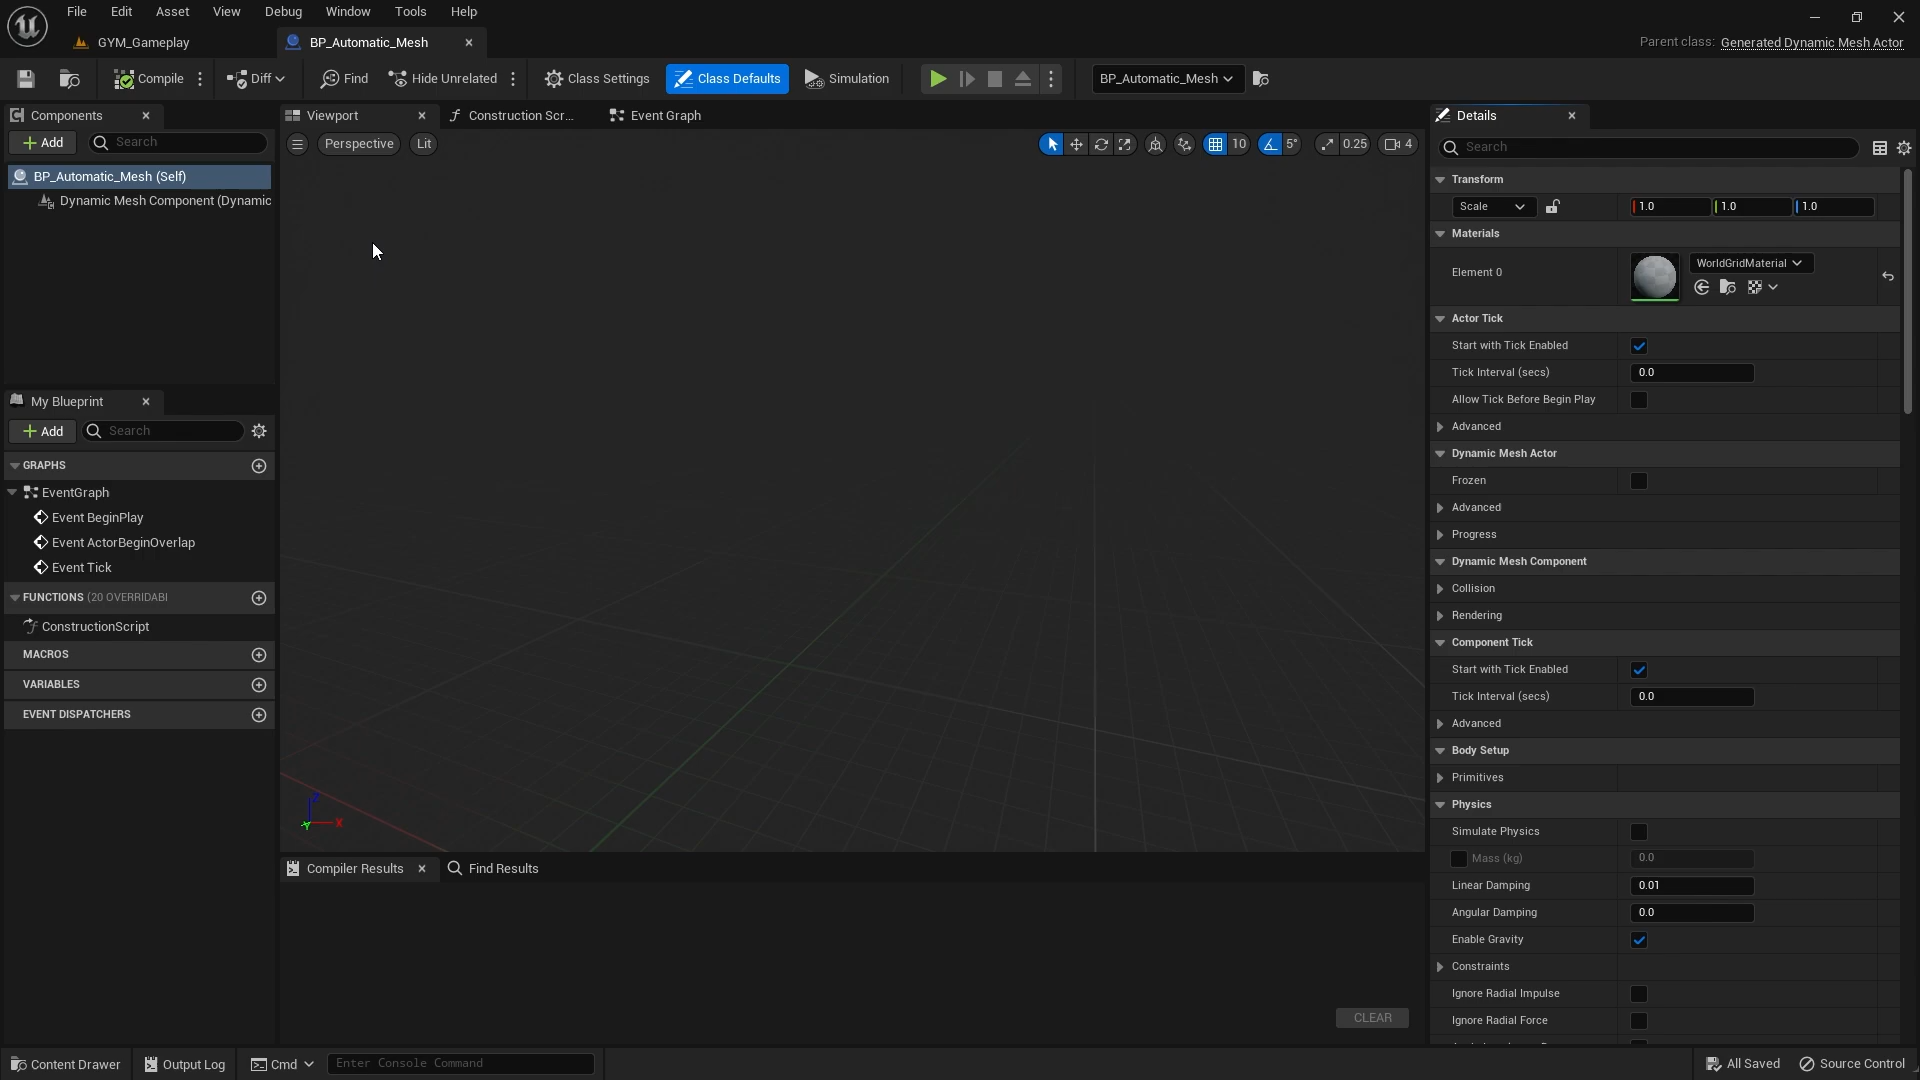 File Edit Asset View Debug Window Tools Help
GYM_Gameplay
BP_Automatic_Mesh
Parent class: Generated Dynamic Mesh Actor
Compile
Diff
Find
Hide Unrelated
Class Settings
Class Defaults
Simulation
BP_Automatic_Mesh
Components
Add
Search
BP_Automatic_Mesh (Self)
Dynamic Mesh Component (Dynamic
My Blueprint
Add
Search
GRAPHS
EventGraph
Event BeginPlay
Event ActorBeginOverlap
Event Tick
FUNCTIONS (20 OVERRIDABI
ConstructionScript
MACROS
VARIABLES
EVENT DISPATCHERS
Viewport
Construction Scr...
Event Graph
Perspective
Lit
10
5°
0.25
4
Z
X
Y
Compiler Results
Find Results
CLEAR
Details
Search
Transform
Scale
1.0
1.0
1.0
Materials
Element 0
WorldGridMaterial
Actor Tick
Start with Tick Enabled
Tick Interval (secs)
0.0
Allow Tick Before Begin Play
Advanced
Dynamic Mesh Actor
Frozen
Advanced
Progress
Dynamic Mesh Component
Collision
Rendering
Component Tick
Start with Tick Enabled
Tick Interval (secs)
0.0
Advanced
Body Setup
Primitives
Physics
Simulate Physics
Mass (kg)
0.0
Linear Damping
0.01
Angular Damping
0.0
Enable Gravity
Constraints
Ignore Radial Impulse
Ignore Radial Force
Content Drawer
Output Log
Cmd
Enter Console Command
All Saved
Source Control